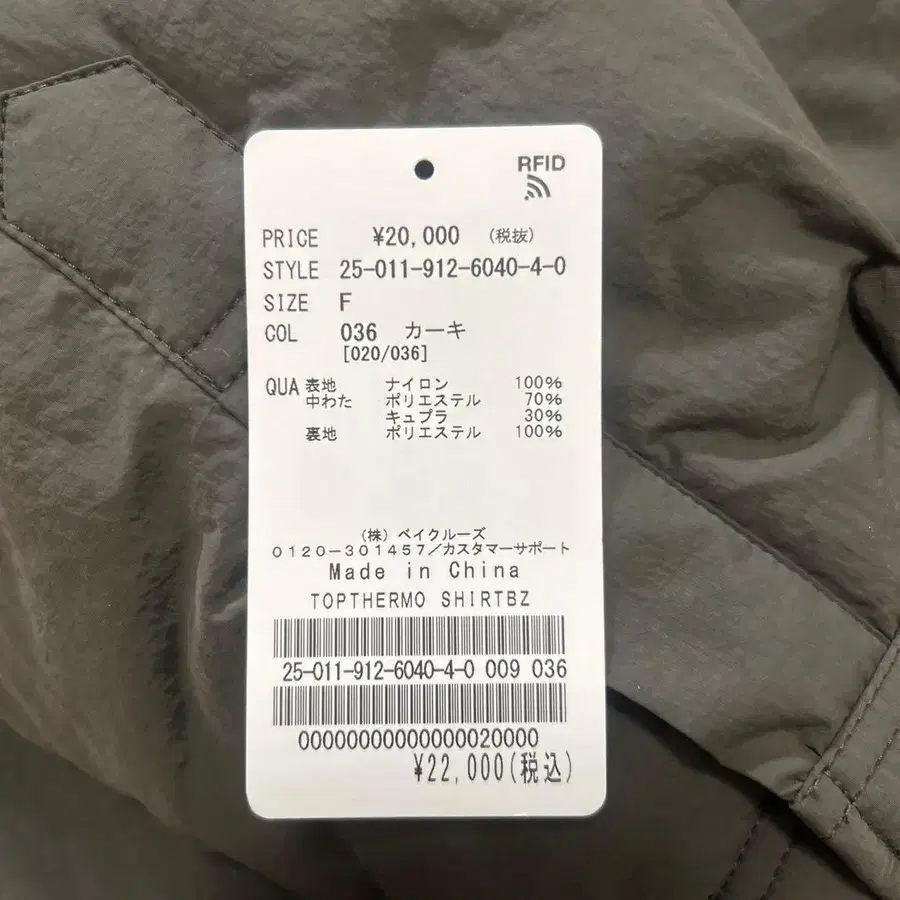 RFID
PRICE ¥20,000 (税抜)
STYLE 25-011-912-6040-4-0
SIZE F
COL 036 カーキ
[020/036]
QUA 表地 ナイロン 100%
中わた ポリエステル 70%
キュプラ 30%
裏地 ポリエステル 100%
(株) ベイクルーズ
0120-301457/カスタマーサポート
Made in China
TOPTHERMO SHIRTBZ
25-011-912-6040-4-0 009 036
00000000000000020000
¥22,000(税込)